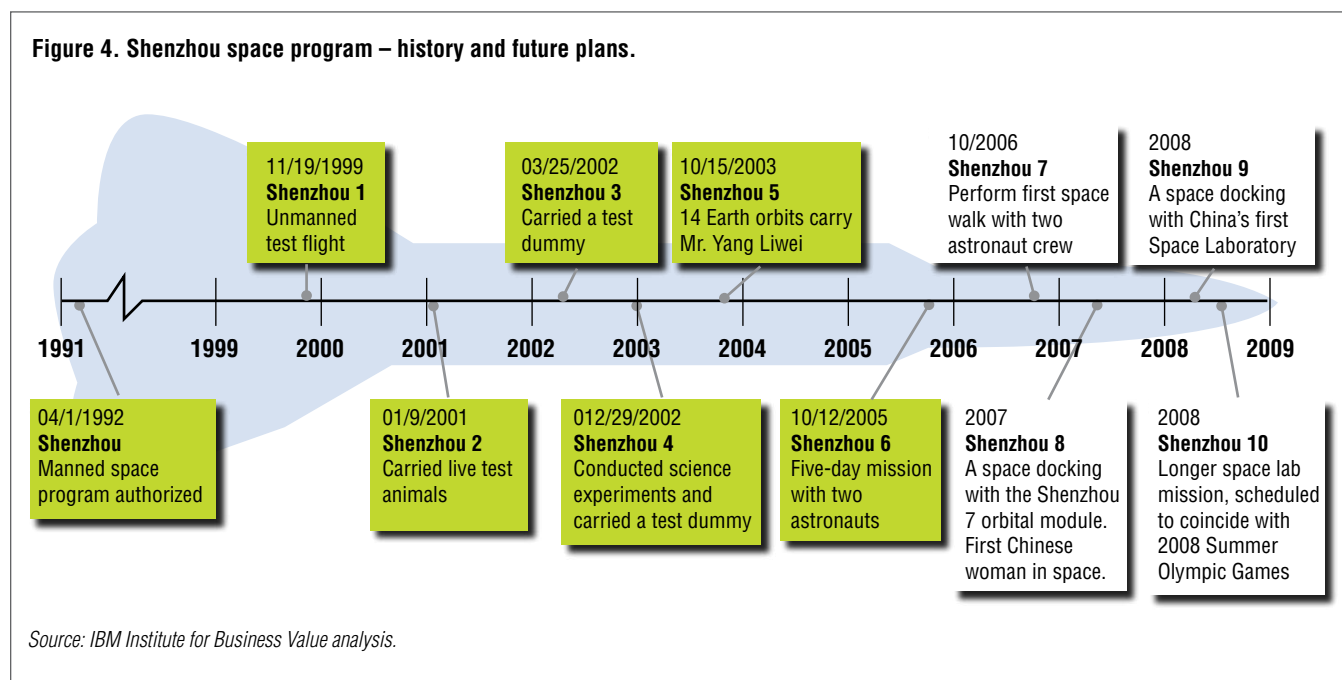 Figure 4. Shenzhou space program – history and future plans.
11/19/1999
Shenzhou 1
Unmanned
test flight
03/25/2002
Shenzhou 3
Carried a test
dummy
10/15/2003
Shenzhou 5
14 Earth orbits carry
Mr. Yang Liwei
10/2006
Shenzhou 7
Perform first space
walk with two
astronaut crew
2008
Shenzhou 9
A space docking
with China's first
Space Laboratory
1991 1999 2000 2001 2002 2003 2004 2005 2006 2007 2008 2009
04/1/1992
Shenzhou
Manned space
program authorized
01/9/2001
Shenzhou 2
Carried live test
animals
012/29/2002
Shenzhou 4
Conducted science
experiments and
carried a test dummy
10/12/2005
Shenzhou 6
Five-day mission
with two
astronauts
2007
Shenzhou 8
A space docking
with the Shenzhou
7 orbital module.
First Chinese
woman in space.
2008
Shenzhou 10
Longer space lab
mission, scheduled
to coincide with
2008 Summer
Olympic Games
Source: IBM Institute for Business Value analysis.